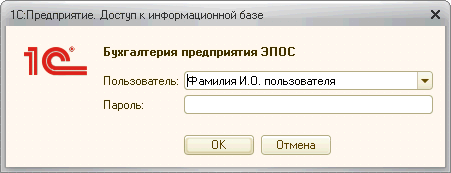 1С:Предприятие. Доступ к информационной базе
1С®
Бухгалтерия предприятия ЭПОС
Пользователь: Фамилия И.О. пользователя
Пароль:
OK Отмена